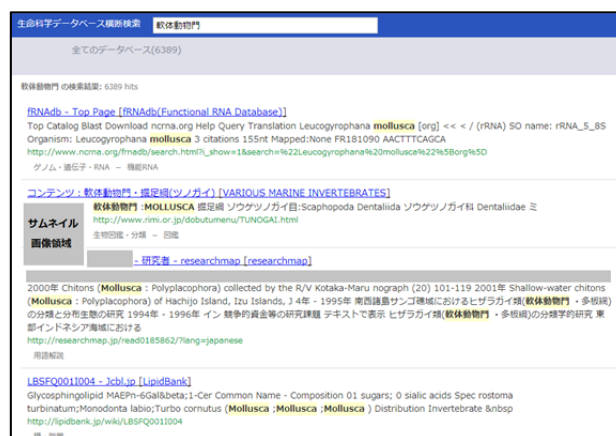 生命科学データベース横断検索 軟体動物門
全てのデータベース(6389)
軟体動物門 の検索結果: 6389 hits
fRNAdb - Top Page [fRNAdb(Functional RNA Database)]
Top Catalog Blast Download ncrna.org Help Query Translation Leucogyrophana mollusca [org] << < / (rRNA) SO name: rRNA_5_8S
Organism: Leucogyrophana mollusca 3 citations 155nt Mapped:None FR181090 AACTTTCAGCA
http://www.ncrna.org/frnadb/search.html?i_show=1&search=%22Leucogyrophana%20mollusca%22%5Borg%5D
ゲノム・遺伝子・RNA － 機能RNA
コンテンツ : 軟体動物門・掘足綱(ツノガイ) [VARIOUS MARINE INVERTEBRATES]
サムネイル
画像領域
軟体動物門 :MOLLUSCA 掘足綱 ゾウゲツノガイ目:Scaphopoda Dentaliida ゾウゲツノガイ科 Dentaliidae ミ
http://www.rimi.or.jp/dobutumenu/TUNOGAI.html
生物図鑑・分類 － 図鑑
- 研究者 - researchmap [researchmap]
2000年 Chitons (Mollusca : Polyplacophora) collected by the R/V Kotaka-Maru nograph (20) 101-119 2001年 Shallow-water chitons
(Mollusca : Polyplacophora) of Hachijo Island, Izu Islands, J 4年 - 1995年 南西諸島サンゴ礁域におけるヒザラガイ類(軟体動物門 ・多板綱)
の分類と分布生態の研究 1994年 - 1996年 イン 競争的資金等の研究課題 テキストで表示 ヒザラガイ類(軟体動物門 ・多板綱)の分類学的研究 東
部インドネシア海域における
http://researchmap.jp/read0185862/?lang=japanese
用語解説
LBSFQ001I004 - Jcbl.jp [LipidBank]
Glycosphingolipid MAEPn-6Gal&beta;1-Cer Common Name - Composition 01 sugars; 0 sialic acids Spec rostoma
turbinatum;Monodonta labio;Turbo cornutus (Mollusca ;Mollusca ;Mollusca ) Distribution Invertebrate &nbsp
http://lipidbank.jp/wiki/LBSFQ001I004